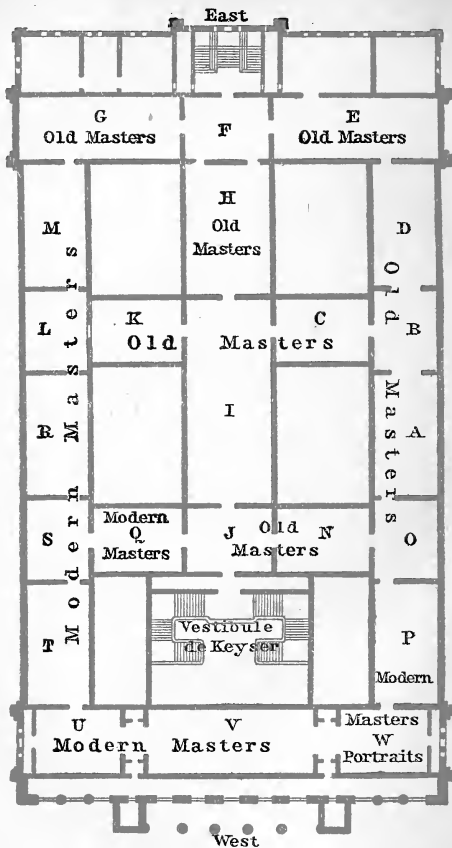 East
G
Old Masters
F
E
Old Masters
H
Old
Masters
M
D
L
B
K
C
Old Masters
I
R
A
Modern Masters
Old Masters
S
Modern
Q
Masters
J
Old
N
Masters
O
T
Vestibule
de Keyser
P
Modern
Masters
W
Portraits
U
V
Modern Masters
West